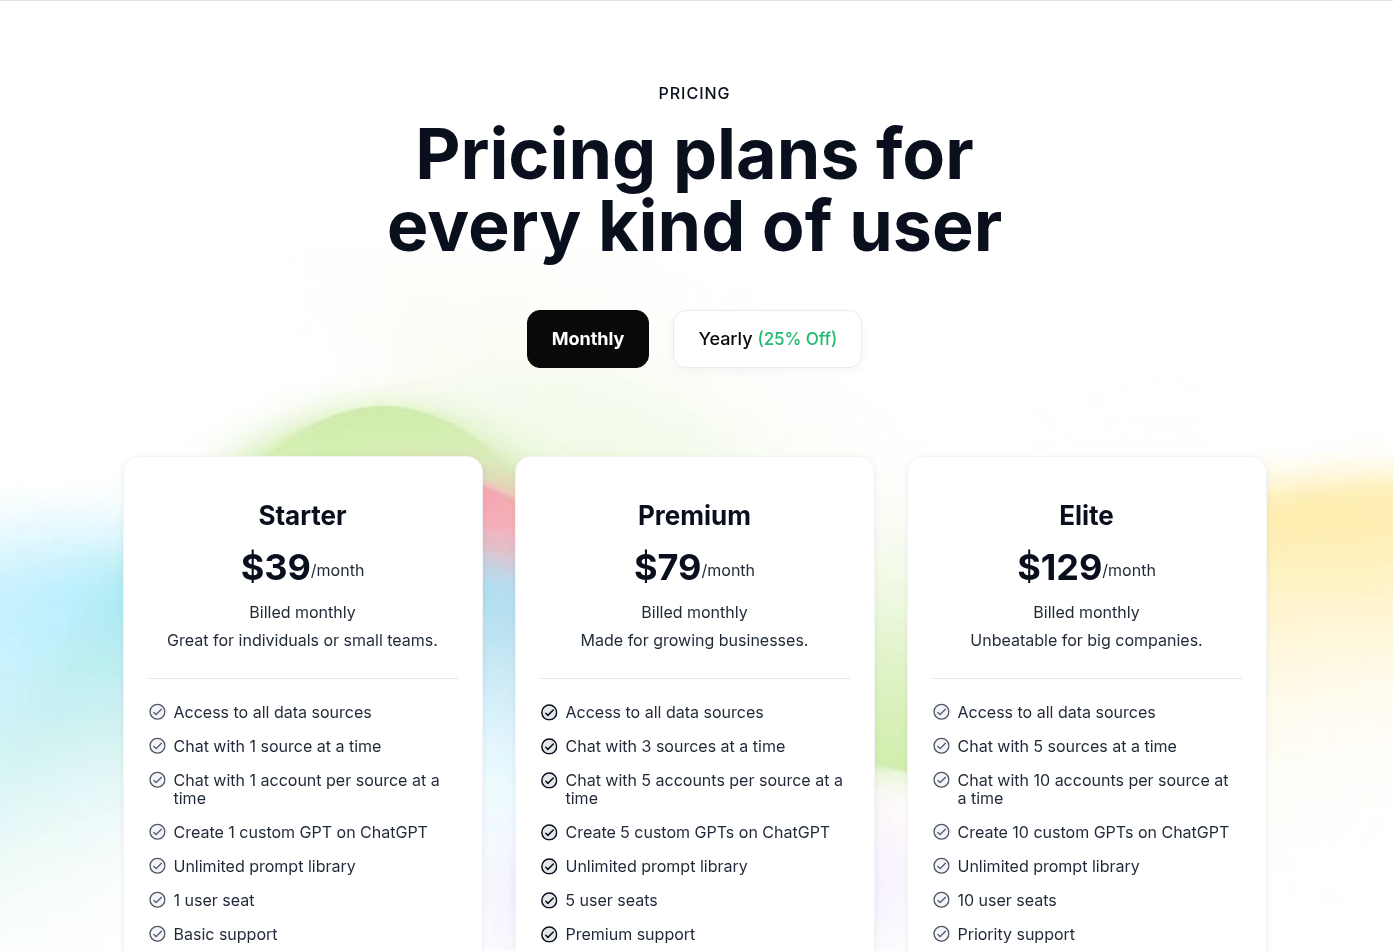 PRICING
Pricing plans for
every kind of user
Monthly
Yearly (25% Off)
Starter
$39/month
Billed monthly
Great for individuals or small teams.
Access to all data sources
Chat with 1 source at a time
Chat with 1 account per source at a
time
Create 1 custom GPT on ChatGPT
Unlimited prompt library
1 user seat
Basic support
Premium
$79/month
Billed monthly
Made for growing businesses.
Access to all data sources
Chat with 3 sources at a time
Chat with 5 accounts per source at a
time
Create 5 custom GPTs on ChatGPT
Unlimited prompt library
5 user seats
Premium support
Elite
$129/month
Billed monthly
Unbeatable for big companies.
Access to all data sources
Chat with 5 sources at a time
Chat with 10 accounts per source at
a time
Create 10 custom GPTs on ChatGPT
Unlimited prompt library
10 user seats
Priority support